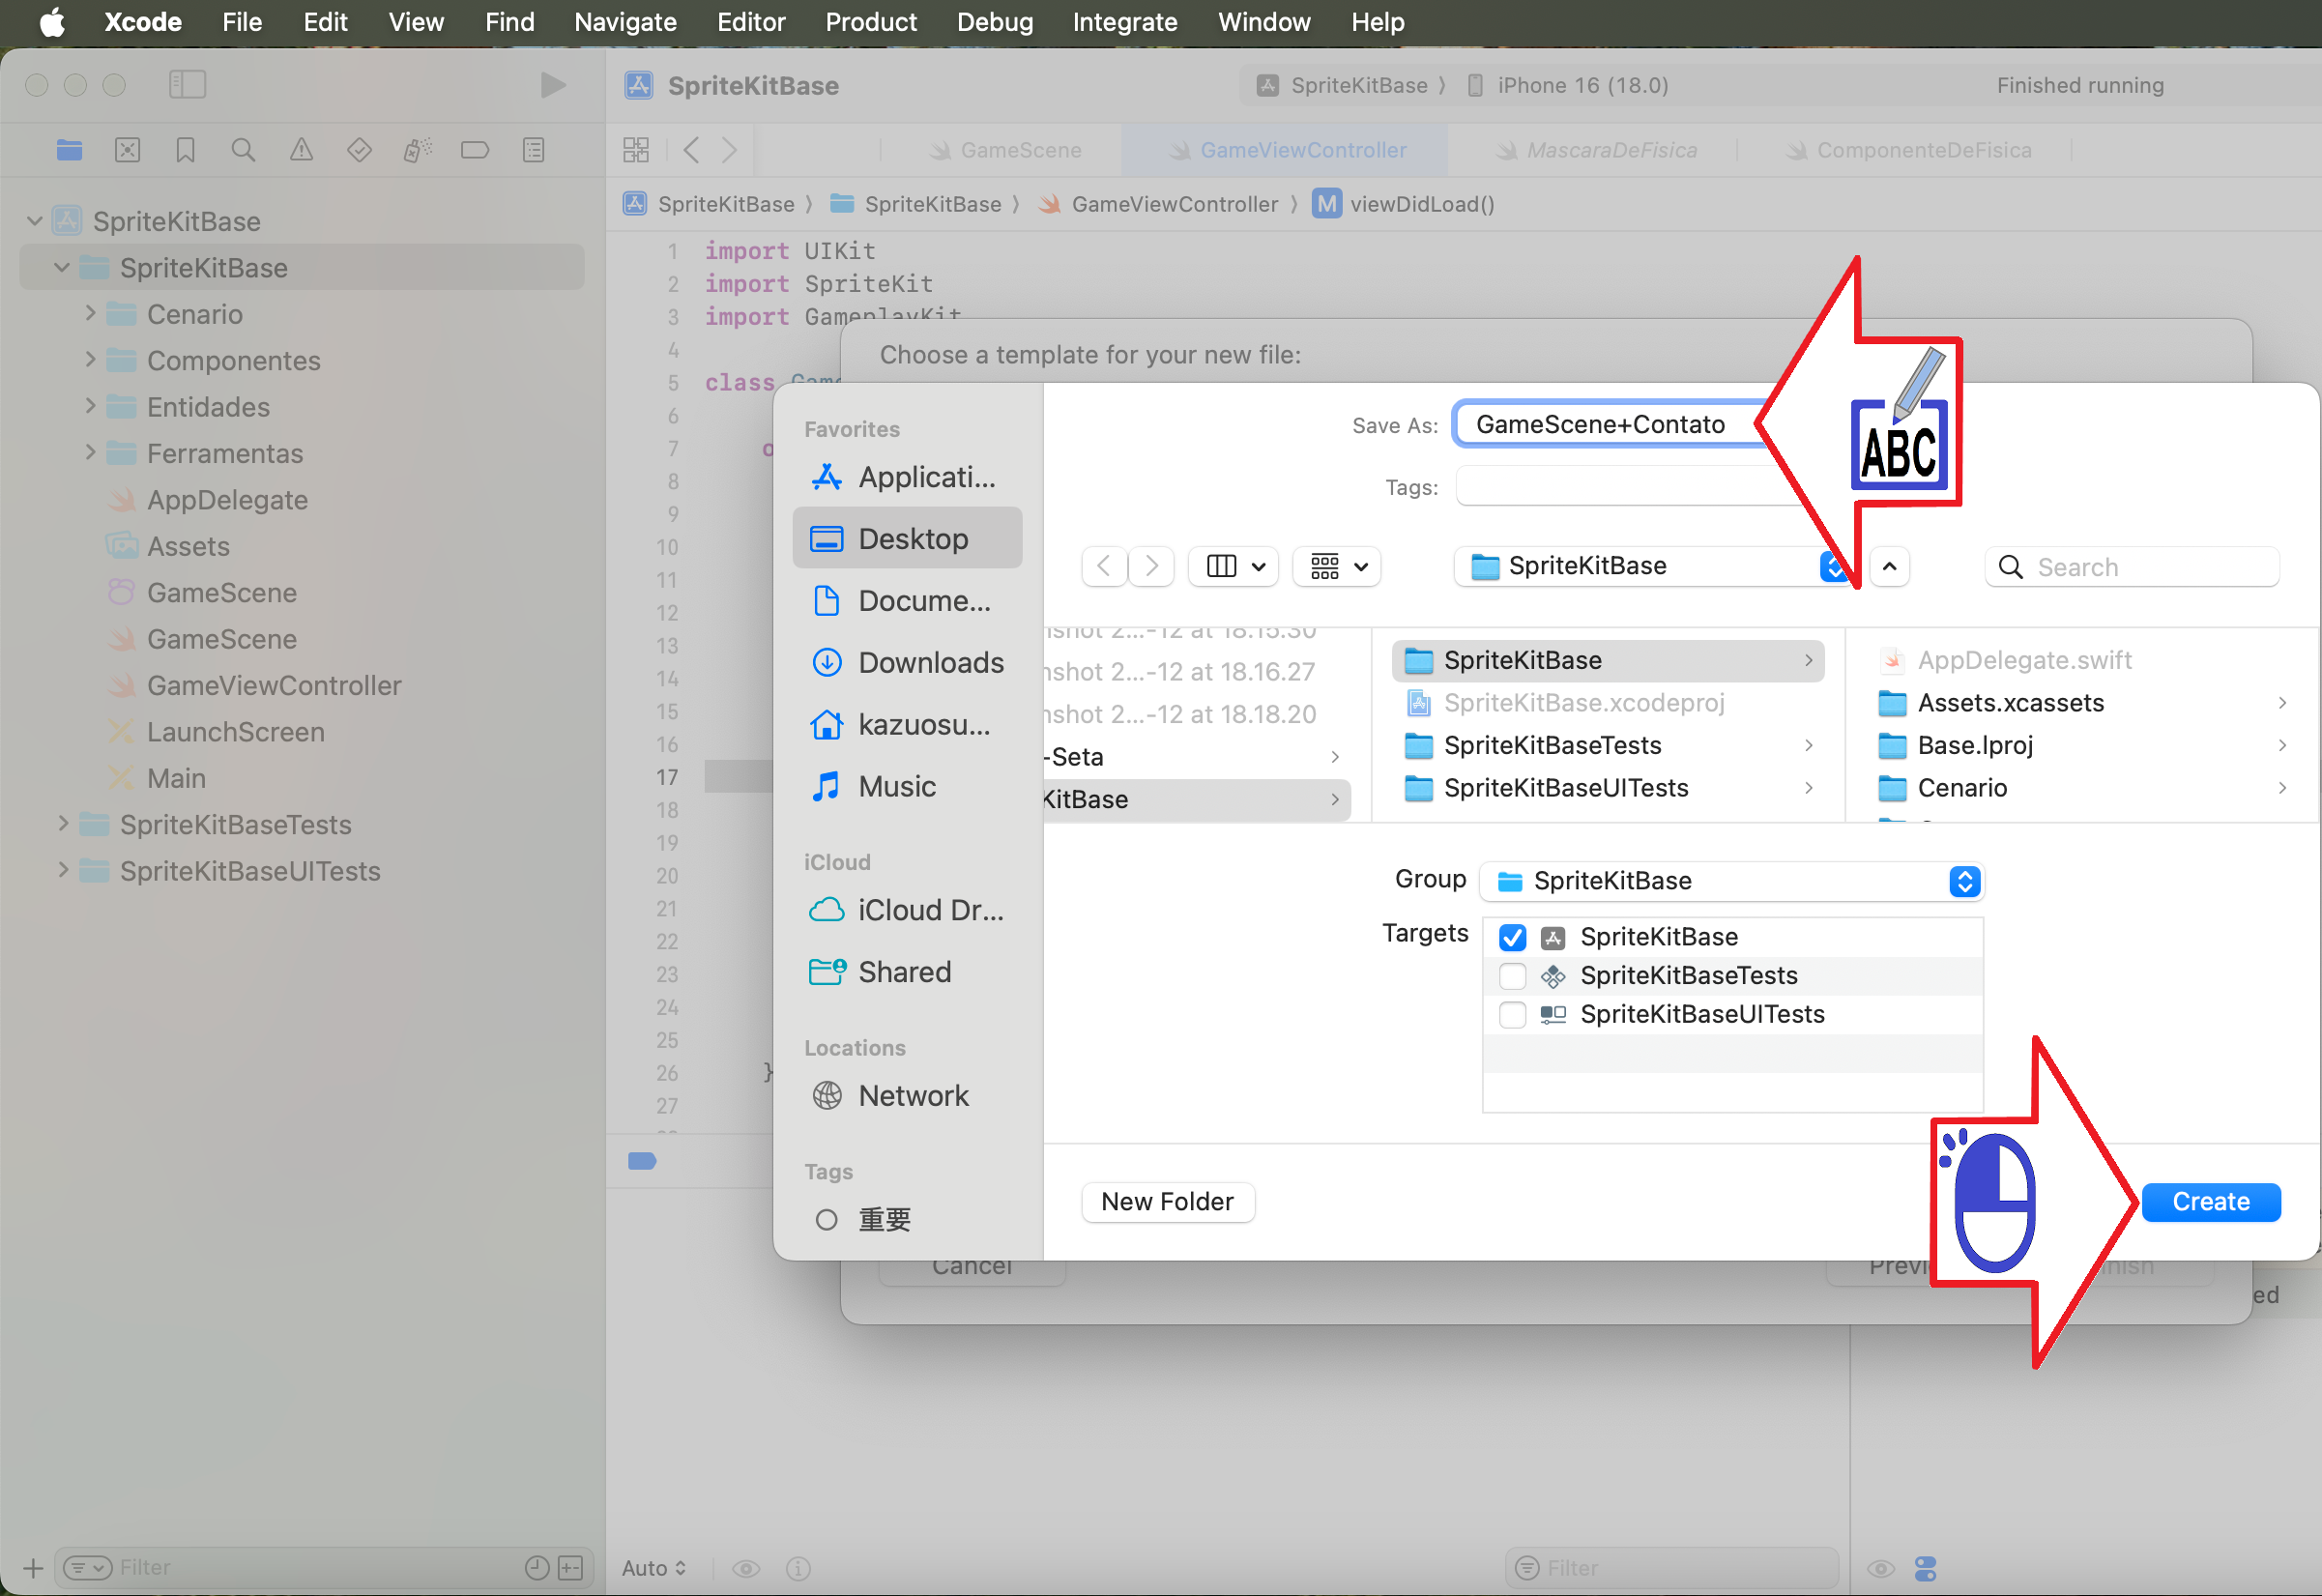 Xcode File Edit View Find Navigate Editor Product Debug Integrate Window Help
SpriteKitBase
SpriteKitBase 〉 iPhone 16 (18.0)
Finished running
GameScene
GameViewController
MascaraDeFisica
ComponenteDeFisica
SpriteKitBase 〉 SpriteKitBase 〉 GameViewController 〉 M viewDidLoad()
SpriteKitBase
SpriteKitBase
Cenario
Componentes
Entidades
Ferramentas
AppDelegate
Assets
GameScene
GameScene
GameViewController
LaunchScreen
Main
SpriteKitBaseTests
SpriteKitBaseUITests
1 import UIKit
2 import SpriteKit
3 import GameplayKit
4
5 class
6
7
8
9
10
11
12
13
14
15
16
17
18
19
20
21
22
23
24
25
26 }
27
Choose a template for your new file:
Favorites
Applicati...
Desktop
Docume...
Downloads
kazuosu...
Music
iCloud
iCloud Dr...
Shared
Locations
Network
Tags
重要
Save As: GameScene+Contato
ABC
Tags:
SpriteKitBase
Search
nshot 2...-12 at 18.15.30
nshot 2...-12 at 18.16.27
nshot 2...-12 at 18.18.20
-Seta
KitBase
SpriteKitBase
SpriteKitBase.xcodeproj
SpriteKitBaseTests
SpriteKitBaseUITests
AppDelegate.swift
Assets.xcassets
Base.lproj
Cenario
Group SpriteKitBase
Targets
SpriteKitBase
SpriteKitBaseTests
SpriteKitBaseUITests
New Folder
Create
Cancel
ed
Filter
Auto
Filter